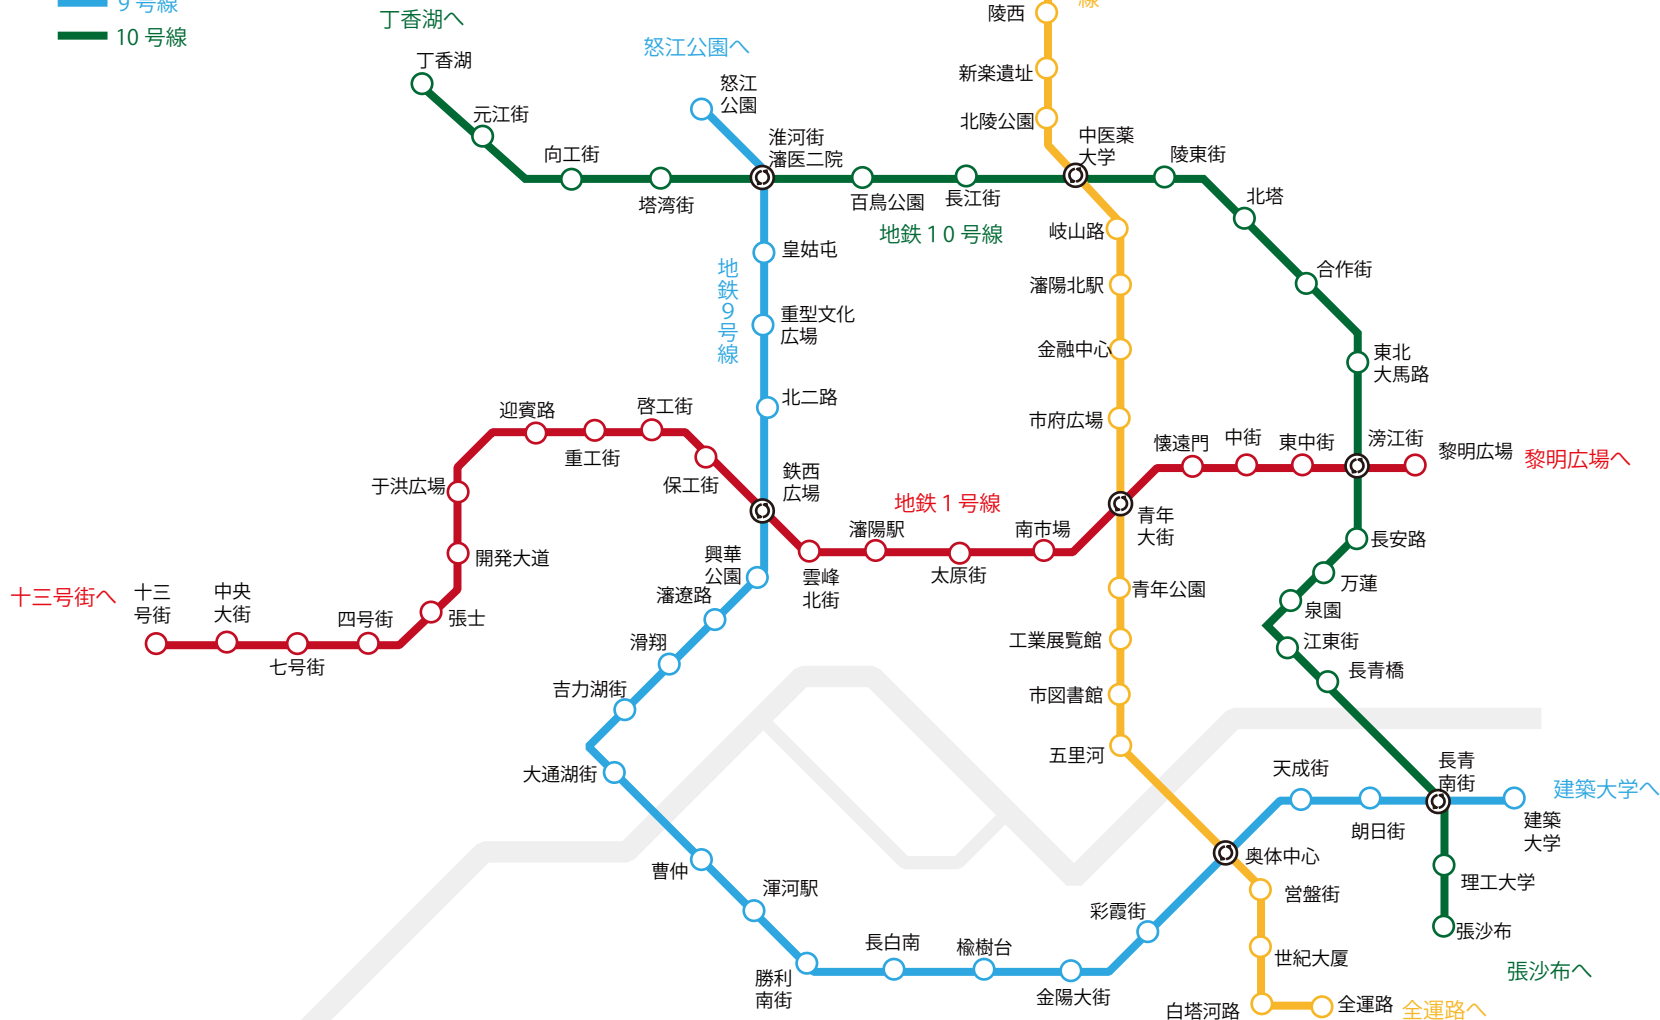 9 号線
10 号線
丁香湖へ
丁香湖
元江街
向工街
塔湾街
怒江公園へ
怒江
公園
淮河街
瀋医二院
百鳥公園
長江街
地鉄 1 0 号線
陵西
線
新楽遺址
北陵公園
中医薬
大学
陵東街
北塔
合作街
東北
大馬路
岐山路
瀋陽北駅
金融中心
市府広場
皇姑屯
地
鉄
9
号
線
重型文化
広場
北二路
迎賓路
重工街
啓工街
保工街
鉄西
広場
于洪広場
開発大道
張士
四号街
七号街
中央
大街
十三
号街
十三号街へ
地鉄 1 号線
瀋陽駅
雲峰
北街
太原街
南市場
青年
大街
懐遠門
中街
東中街
滂江街
黎明広場
黎明広場へ
興華
公園
瀋遼路
滑翔
吉力湖街
大通湖街
曹仲
渾河駅
勝利
南街
長白南
楡樹台
金陽大街
彩霞街
奥体中心
天成街
朗日街
長青
南街
建築
大学
建築大学へ
青年公園
工業展覧館
市図書館
五里河
営盤街
世紀大厦
白塔河路
全運路
全運路へ
長安路
万蓮
泉園
江東街
長青橋
理工大学
張沙布
張沙布へ